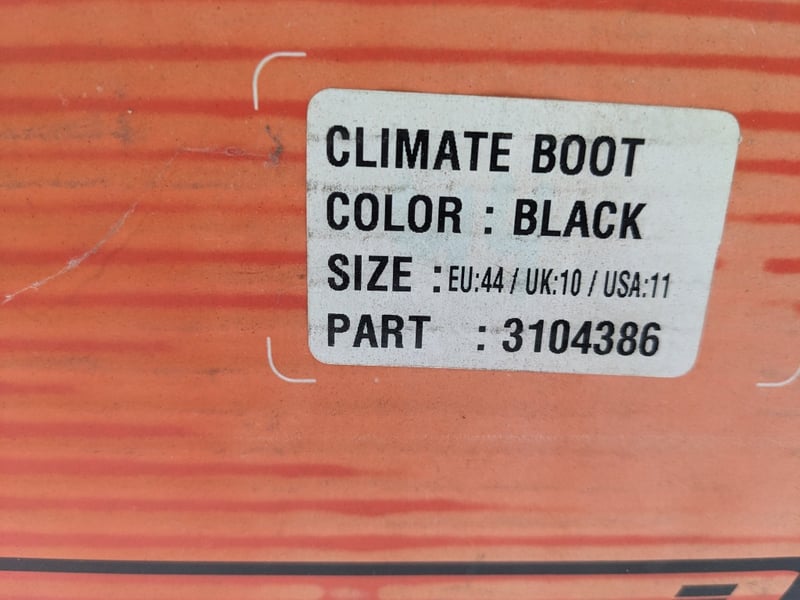 CLIMATE BOOT
COLOR : BLACK
SIZE : EU:44 / UK:10 / USA:11
PART : 3104386